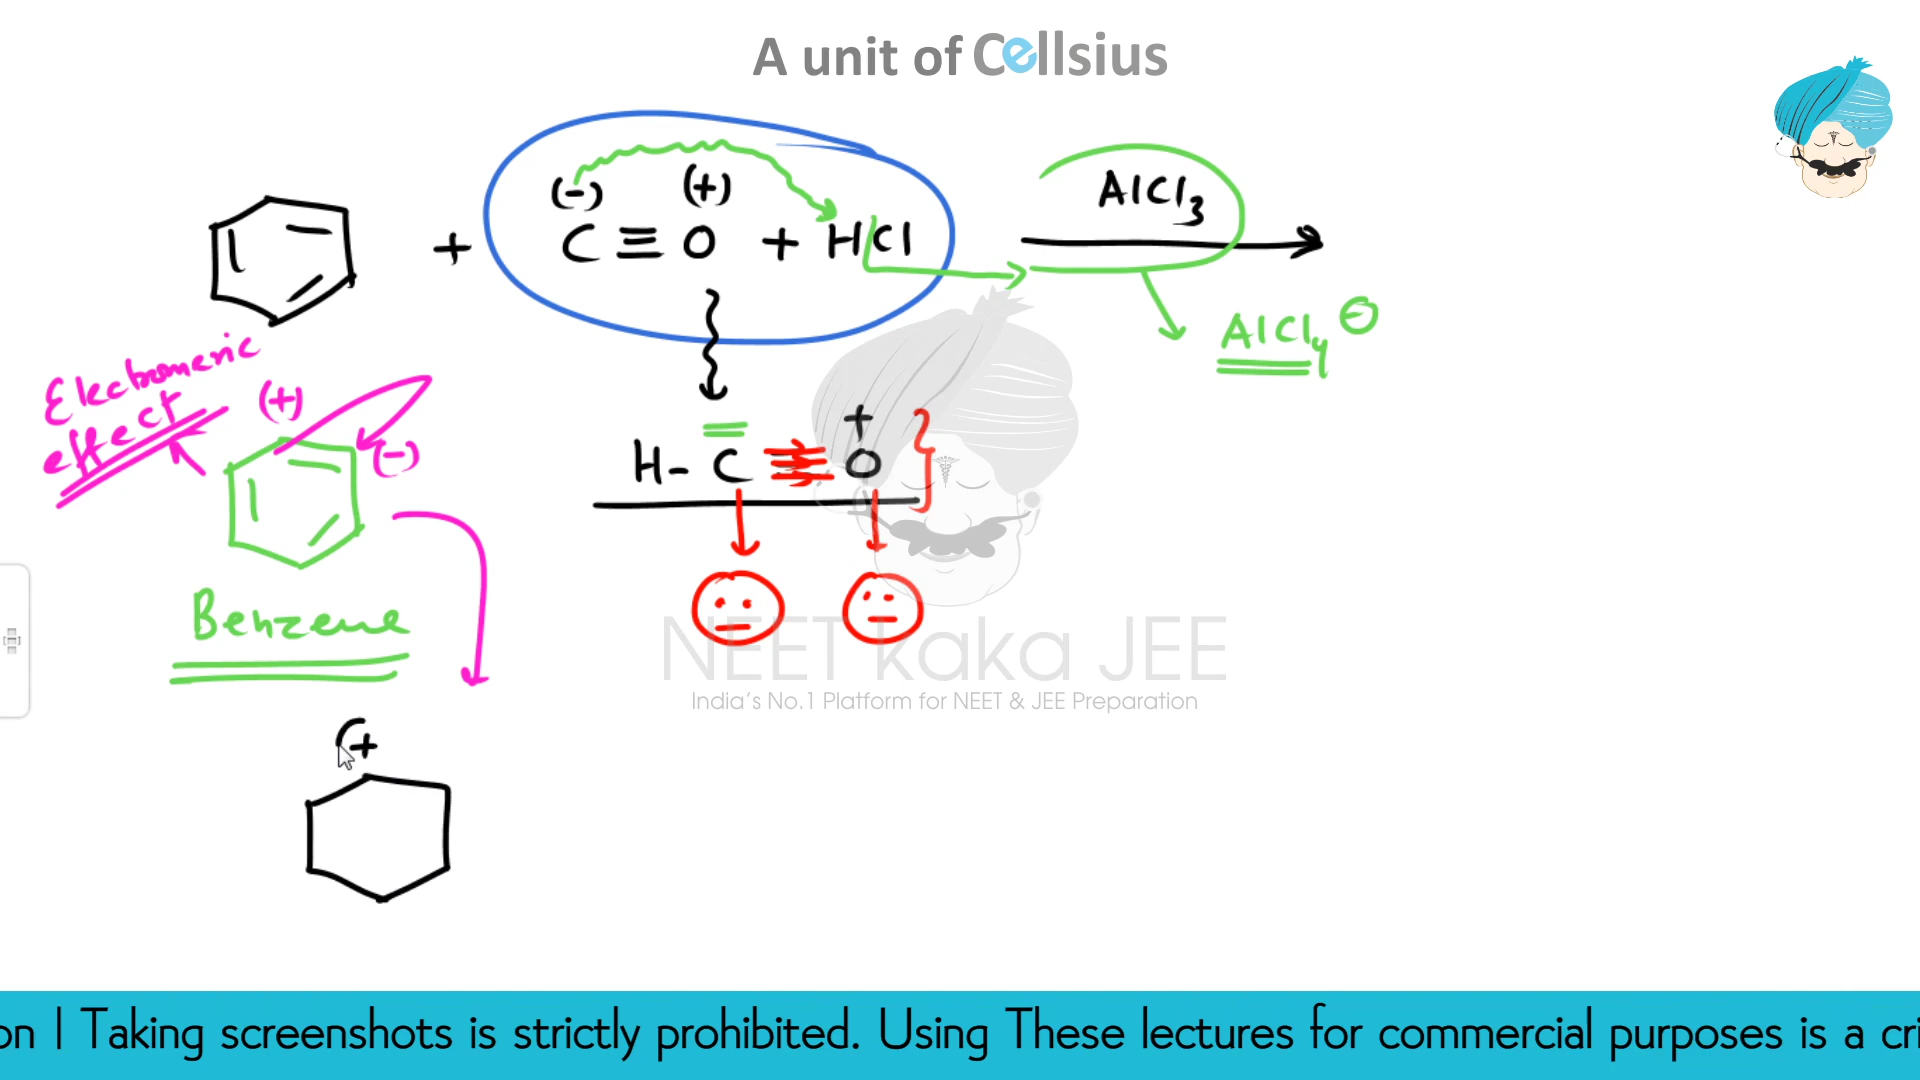 A unit of Cellsius
(-) (+)
+ C ≡ O + HCl AlCl3
AlCl4 ⊖
Electromeric
effect
(+)
(-)
+
H - C O
Benzene
NEET kaka JEE
India's No.1 Platform for NEET & JEE Preparation
(+
on | Taking screenshots is strictly prohibited. Using These lectures for commercial purposes is a cri